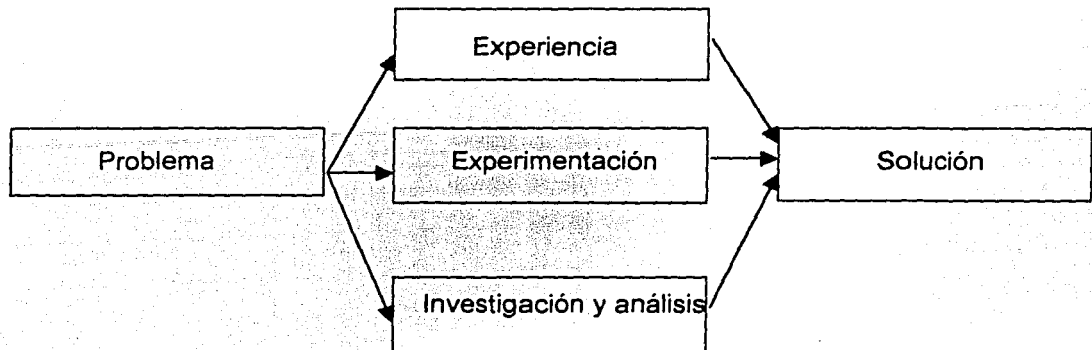 Experiencia
Problema
Experimentación
Solución
Investigación y análisis